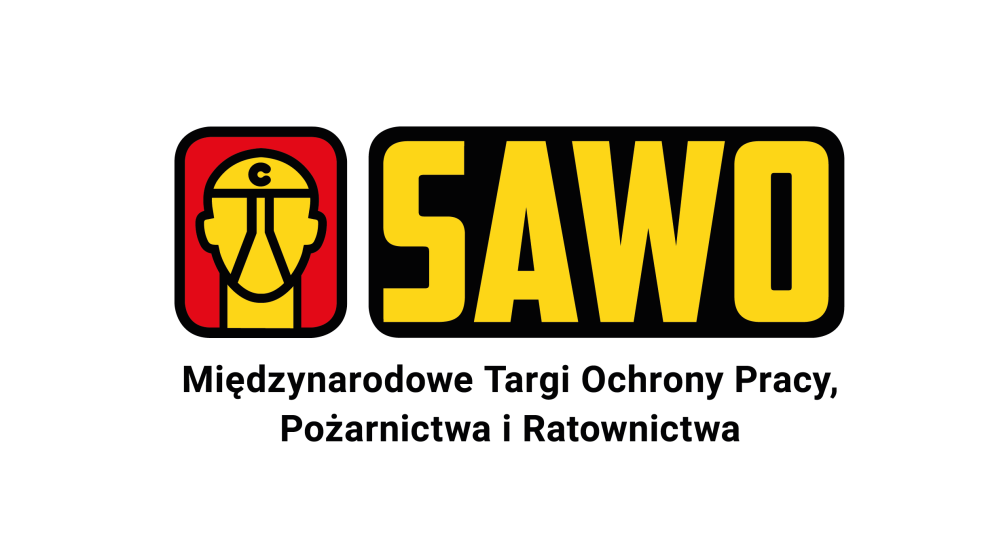 C
SAWO
Międzynarodowe Targi Ochrony Pracy,
Pożarnictwa i Ratownictwa